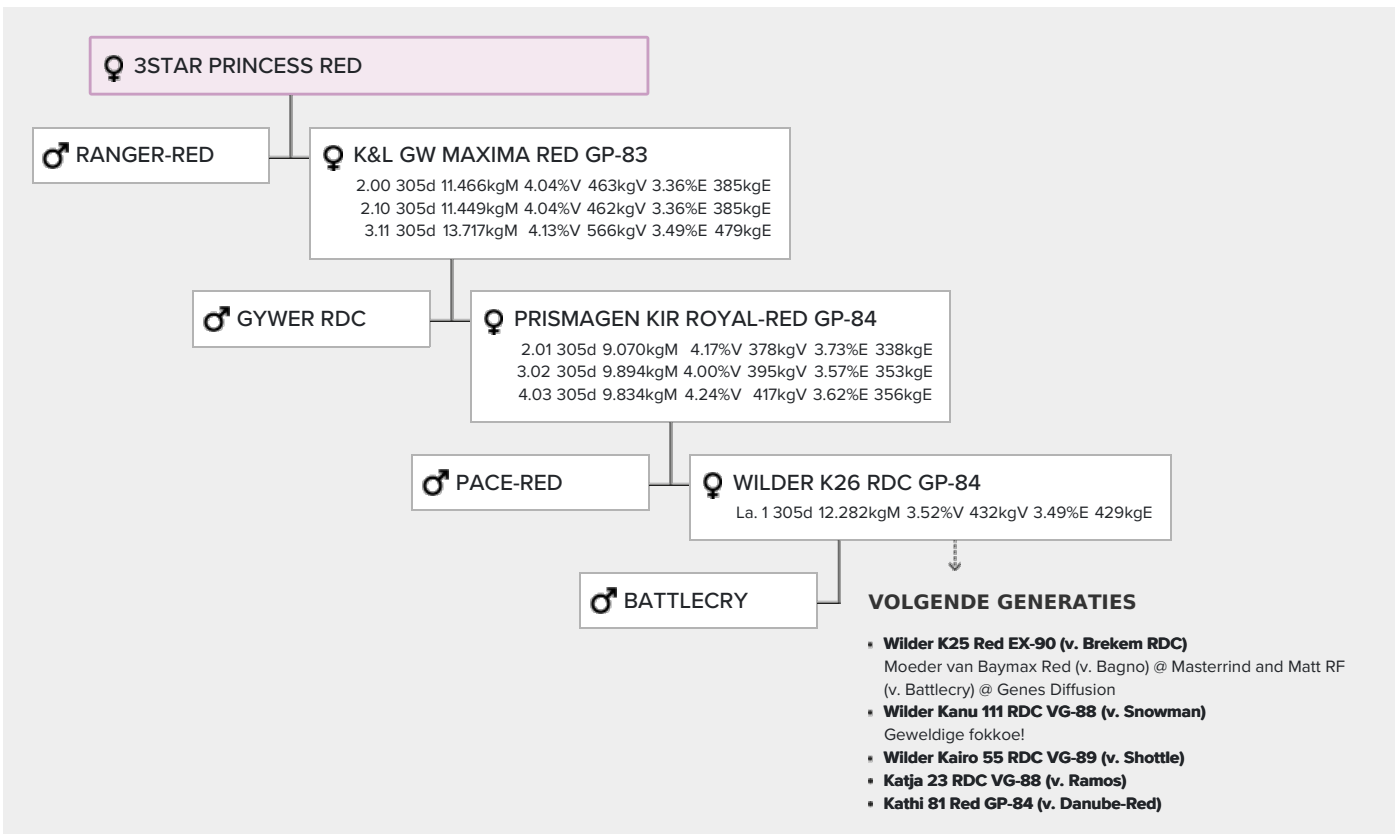 3STAR PRINCESS RED
RANGER-RED
K&L GW MAXIMA RED GP-83
2.00 305d 11.466kgM 4.04%V 463kgV 3.36%E 385kgE
2.10 305d 11.449kgM 4.04%V 462kgV 3.36%E 385kgE
3.11 305d 13.717kgM 4.13%V 566kgV 3.49%E 479kgE
GYWER RDC
PRISMAGEN KIR ROYAL-RED GP-84
2.01 305d 9.070kgM 4.17%V 378kgV 3.73%E 338kgE
3.02 305d 9.894kgM 4.00%V 395kgV 3.57%E 353kgE
4.03 305d 9.834kgM 4.24%V 417kgV 3.62%E 356kgE
PACE-RED
WILDER K26 RDC GP-84
La. 1 305d 12.282kgM 3.52%V 432kgV 3.49%E 429kgE
BATTLECRY
VOLGENDE GENERATIES
▪ Wilder K25 Red EX-90 (v. Brekem RDC)
Moeder van Baymax Red (v. Bagno) @ Masterrind and Matt RF
(v. Battlecry) @ Genes Diffusion
▪ Wilder Kanu 111 RDC VG-88 (v. Snowman)
Geweldige fokkoe!
▪ Wilder Kairo 55 RDC VG-89 (v. Shottle)
▪ Katja 23 RDC VG-88 (v. Ramos)
▪ Kathi 81 Red GP-84 (v. Danube-Red)